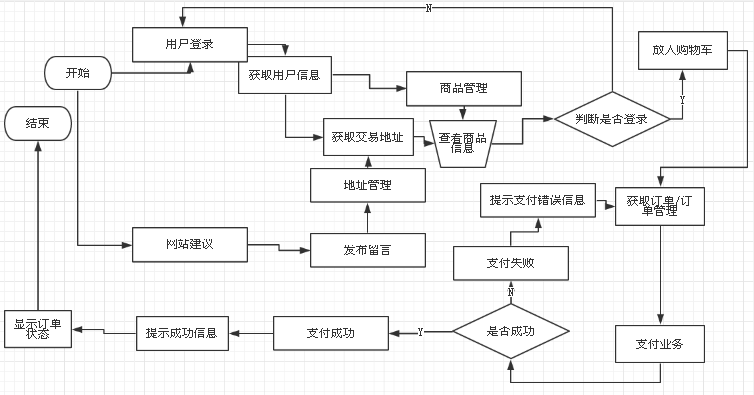 N
用户登录
放入购物车
开始
获取用户信息
商品管理
Y
结束
获取交易地址
查看商品
信息
判断是否登录
地址管理
提示支付错误信息
获取订单/订
单管理
网站建议
发布留言
支付失败
N
显示订单
状态
提示成功信息
支付成功
Y
是否成功
支付业务